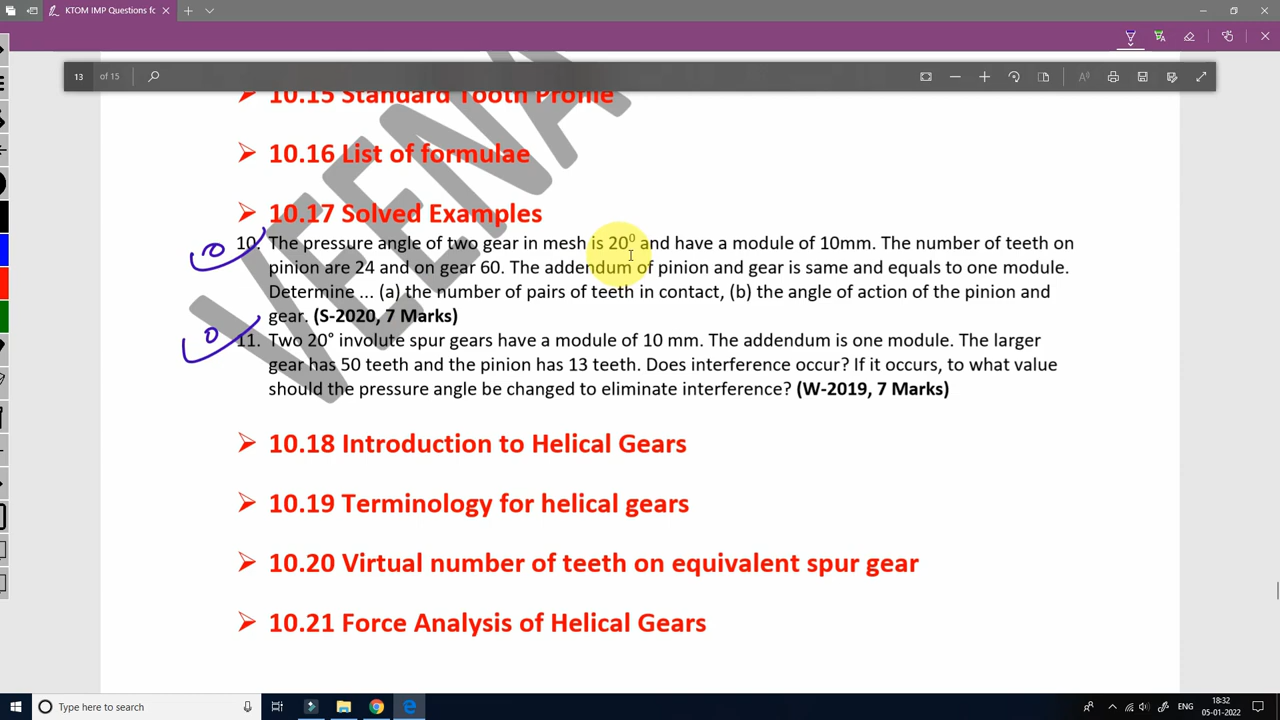 KTOM IMP Questions fo
13 of 15
10.15 Standard Tooth Profile
10.16 List of formulae
10.17 Solved Examples
10. The pressure angle of two gear in mesh is 20⁰ and have a module of 10mm. The number of teeth on
pinion are 24 and on gear 60. The addendum of pinion and gear is same and equals to one module.
Determine ... (a) the number of pairs of teeth in contact, (b) the angle of action of the pinion and
gear. (S-2020, 7 Marks)
11. Two 20° involute spur gears have a module of 10 mm. The addendum is one module. The larger
gear has 50 teeth and the pinion has 13 teeth. Does interference occur? If it occurs, to what value
should the pressure angle be changed to eliminate interference? (W-2019, 7 Marks)
10.18 Introduction to Helical Gears
10.19 Terminology for helical gears
10.20 Virtual number of teeth on equivalent spur gear
10.21 Force Analysis of Helical Gears
VEENA
Type here to search
ENG
18:32
05-01-2022